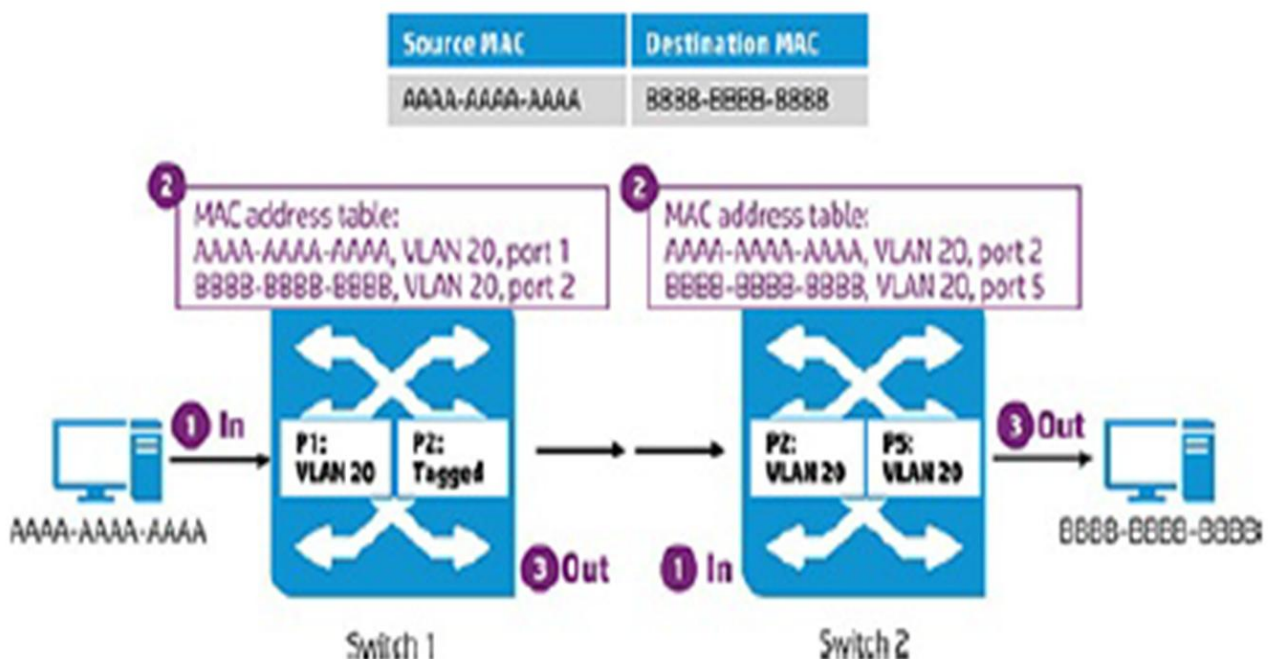 Source MAC Destination MAC
AAAA-AAAA-AAAA BBBB-BBBB-BBBB
2
MAC address table:
AAAA-AAAA-AAAA, VLAN 20, port 1
BBBB-BBBB-BBBB, VLAN 20, port 2
2
MAC address table:
AAAA-AAAA-AAAA, VLAN 20, port 2
BBBB-BBBB-BBBB, VLAN 20, port 5
1 In
P1:
VLAN 20
P2:
Tagged
P2:
VLAN 20
P5:
VLAN 20
3 Out
AAAA-AAAA-AAAA
BBBB-BBBB-BBBB
3 Out
1 In
Switch 1
Switch 2